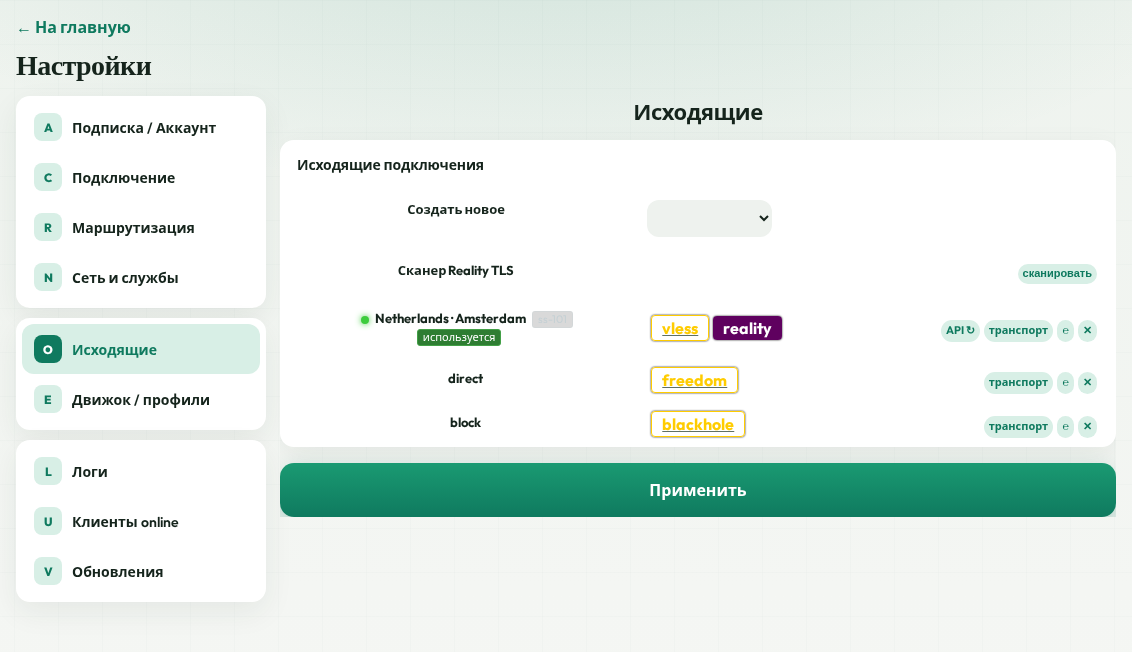 ← На главную
Настройки
A Подписка / Аккаунт
C Подключение
R Маршрутизация
N Сеть и службы
O Исходящие
E Движок / профили
L Логи
U Клиенты online
V Обновления
Исходящие
Исходящие подключения
Создать новое
Сканер Reality TLS сканировать
Netherlands · Amsterdam
используется
vless reality API ↻ транспорт e ✕
direct freedom транспорт e ✕
block blackhole транспорт e ✕
Применить